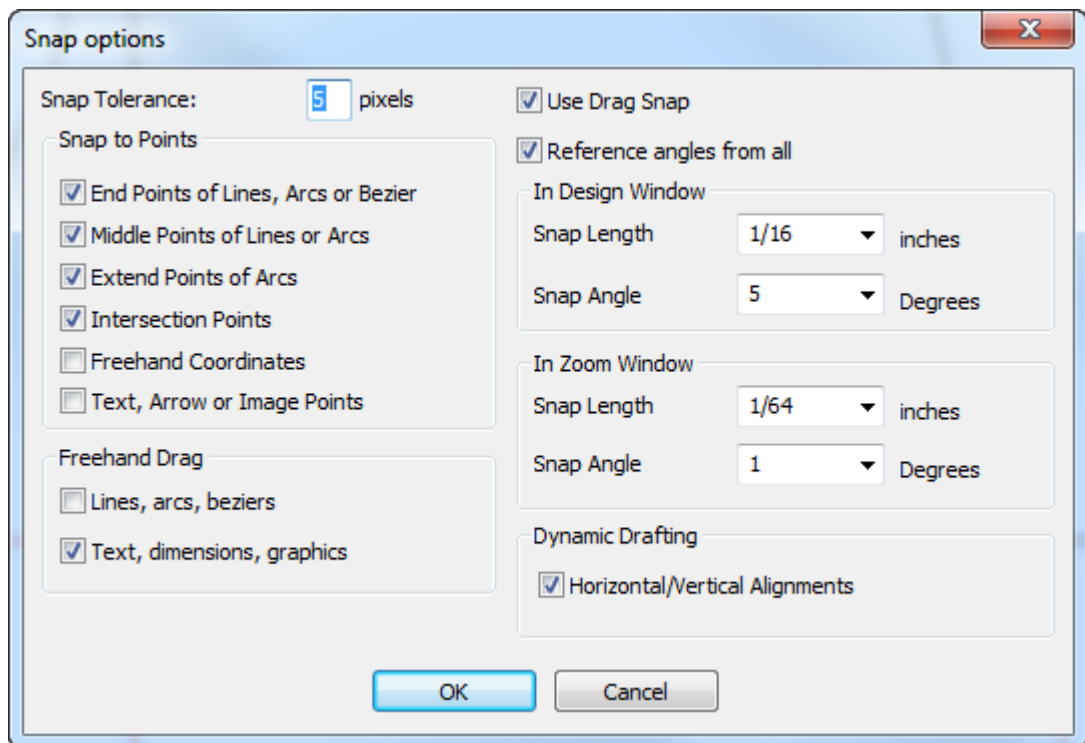 Snap options
Snap Tolerance: 5 pixels
Snap to Points
End Points of Lines, Arcs or Bezier
Middle Points of Lines or Arcs
Extend Points of Arcs
Intersection Points
Freehand Coordinates
Text, Arrow or Image Points
Freehand Drag
Lines, arcs, beziers
Text, dimensions, graphics
Use Drag Snap
Reference angles from all
In Design Window
Snap Length 1/16 inches
Snap Angle 5 Degrees
In Zoom Window
Snap Length 1/64 inches
Snap Angle 1 Degrees
Dynamic Drafting
Horizontal/Vertical Alignments
OK Cancel